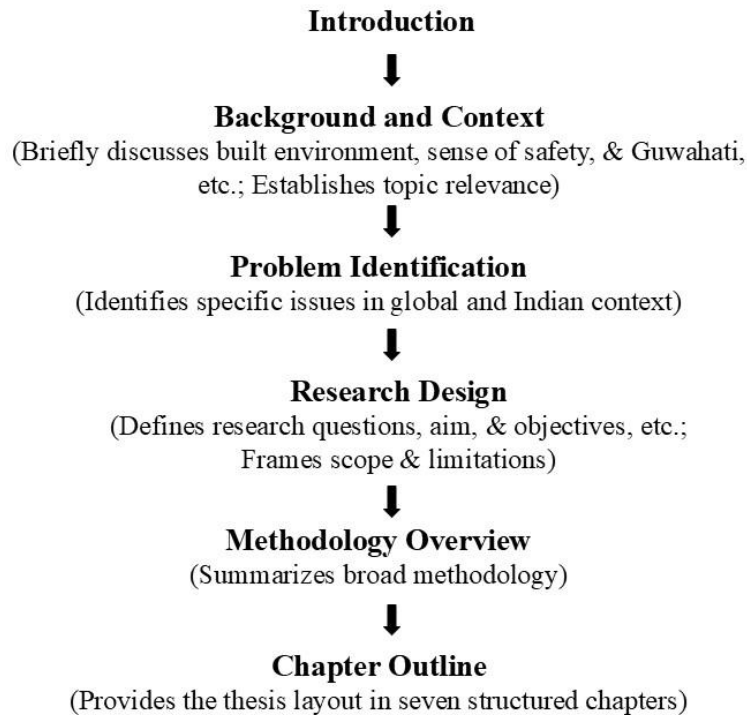 Introduction
Background and Context
(Briefly discusses built environment, sense of safety, & Guwahati,
etc.; Establishes topic relevance)
Problem Identification
(Identifies specific issues in global and Indian context)
Research Design
(Defines research questions, aim, & objectives, etc.;
Frames scope & limitations)
Methodology Overview
(Summarizes broad methodology)
Chapter Outline
(Provides the thesis layout in seven structured chapters)